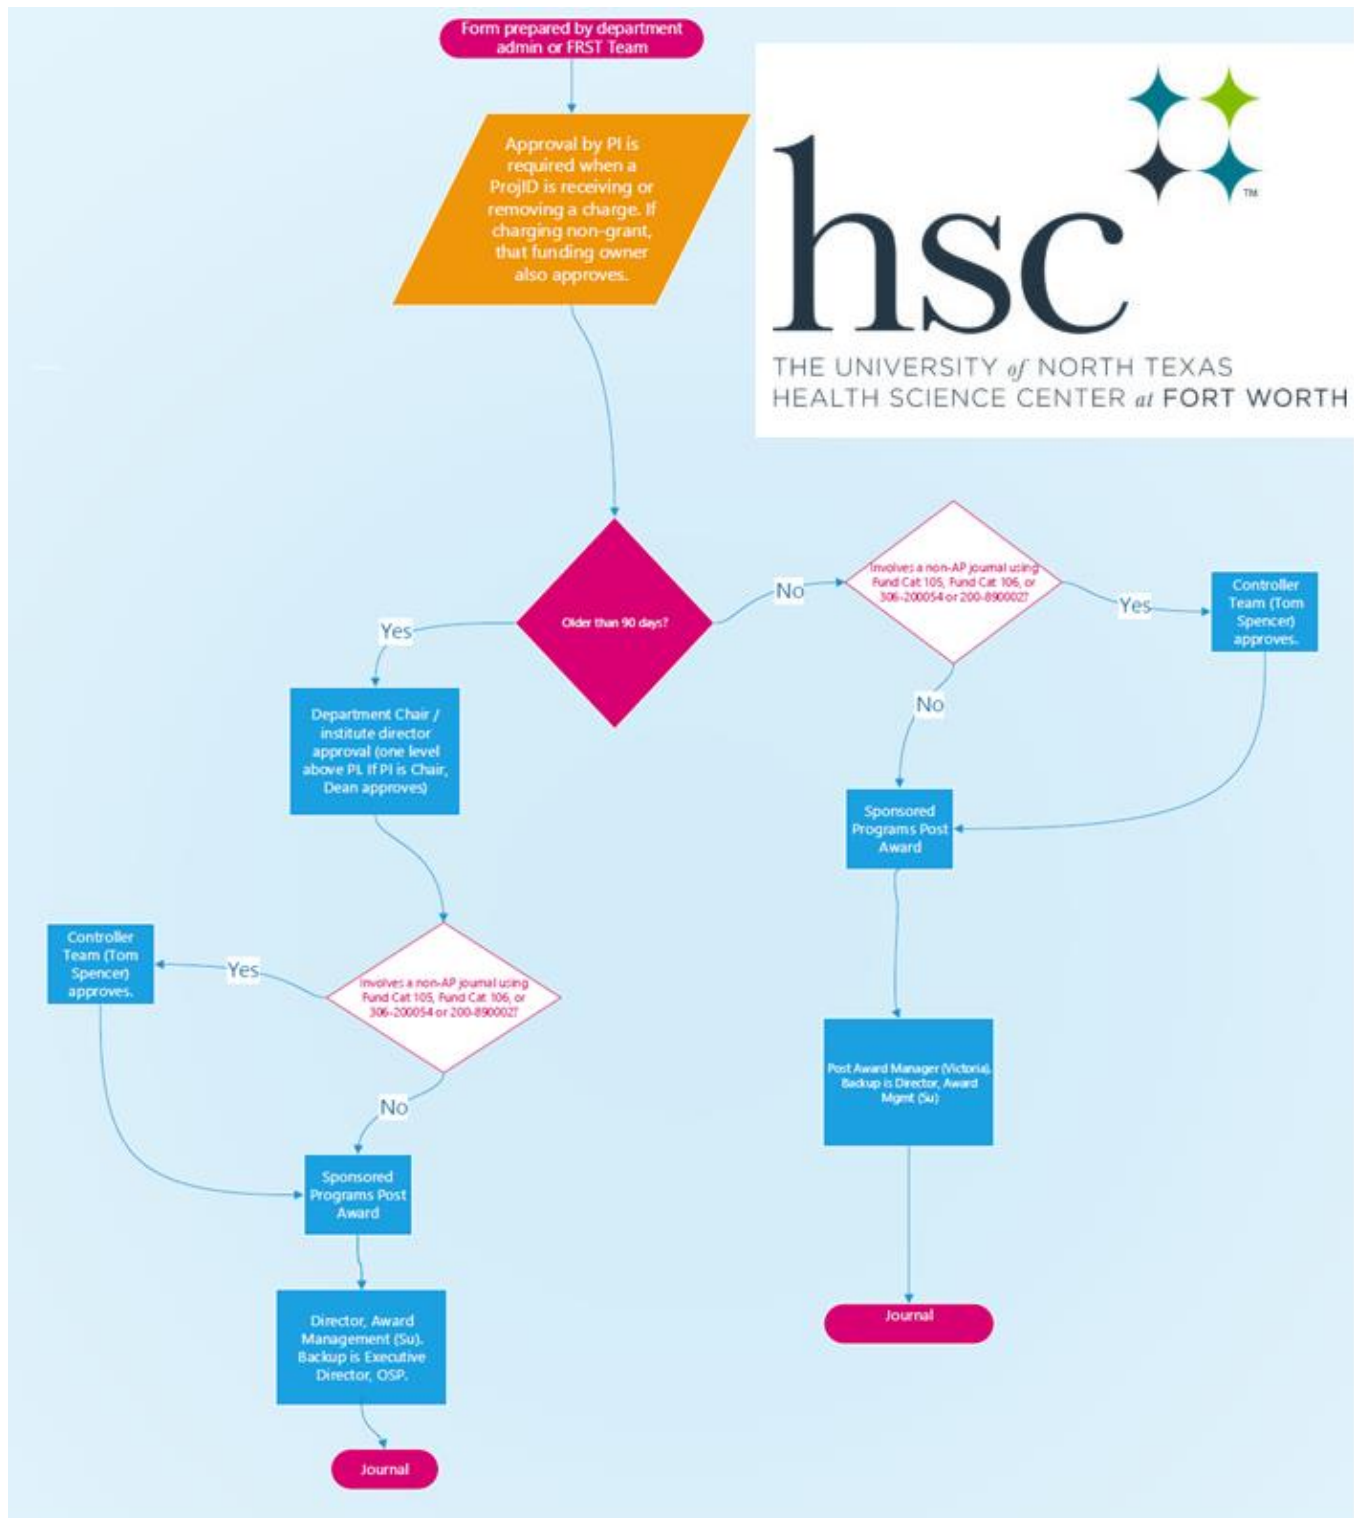 Form prepared by department
admin or FRST Team
Approval by PI is
required when a
ProjID is receiving or
removing a charge. If
charging non-grant,
that funding owner
also approves.
hsc
TM
THE UNIVERSITY of NORTH TEXAS
HEALTH SCIENCE CENTER at FORT WORTH
Older than 90 days?
No
Involves a non-AP journal using
Fund Cat 105, Fund Cat 106, or
306-200054 or 200-890002?
Yes
Controller
Team (Tom
Spencer)
approves.
No
Sponsored
Programs Post
Award
Post Award Manager (Victoria).
Backup is Director, Award
Mgmt (Su)
Journal
Yes
Department Chair /
institute director
approval (one level
above PI. If PI is Chair,
Dean approves)
Involves a non-AP journal using
Fund Cat 105, Fund Cat 106, or
306-200054 or 200-890002?
Yes
Controller
Team (Tom
Spencer)
approves.
No
Sponsored
Programs Post
Award
Director, Award
Management (Su).
Backup is Executive
Director, OSP.
Journal